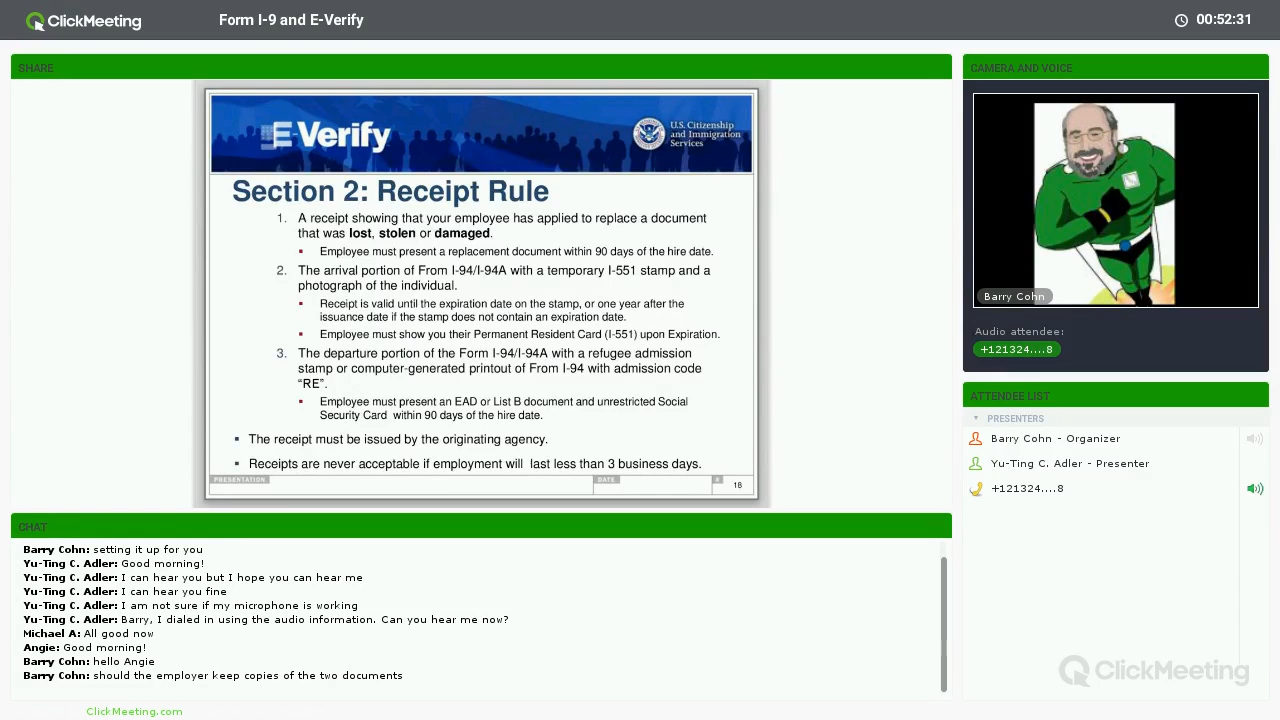 ClickMeeting
Form I-9 and E-Verify
00:52:31
SHARE
E-Verify
U.S. Citizenship
and Immigration
Services
Section 2: Receipt Rule
1. A receipt showing that your employee has applied to replace a document
that was lost, stolen or damaged.
▪ Employee must present a replacement document within 90 days of the hire date.
2. The arrival portion of From I-94/I-94A with a temporary I-551 stamp and a
photograph of the individual.
▪ Receipt is valid until the expiration date on the stamp, or one year after the
issuance date if the stamp does not contain an expiration date.
▪ Employee must show you their Permanent Resident Card (I-551) upon Expiration.
3. The departure portion of the Form I-94/I-94A with a refugee admission
stamp or computer-generated printout of From I-94 with admission code
“RE”.
▪ Employee must present an EAD or List B document and unrestricted Social
Security Card within 90 days of the hire date.
▪ The receipt must be issued by the originating agency.
▪ Receipts are never acceptable if employment will last less than 3 business days.
PRESENTATION
DATE
#
18
CHAT
Barry Cohn: setting it up for you
Yu-Ting C. Adler: Good morning!
Yu-Ting C. Adler: I can hear you but I hope you can hear me
Yu-Ting C. Adler: I can hear you fine
Yu-Ting C. Adler: I am not sure if my microphone is working
Yu-Ting C. Adler: Barry, I dialed in using the audio information. Can you hear me now?
Michael A: All good now
Angie: Good morning!
Barry Cohn: hello Angie
Barry Cohn: should the employer keep copies of the two documents
ClickMeeting.com
CAMERA AND VOICE
Barry Cohn
Audio attendee:
+121324....8
ATTENDEE LIST
PRESENTERS
Barry Cohn - Organizer
Yu-Ting C. Adler - Presenter
+121324....8
ClickMeeting